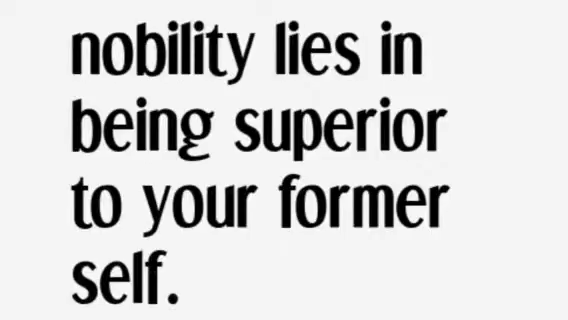 nobility lies in
being superior
to your former
self.